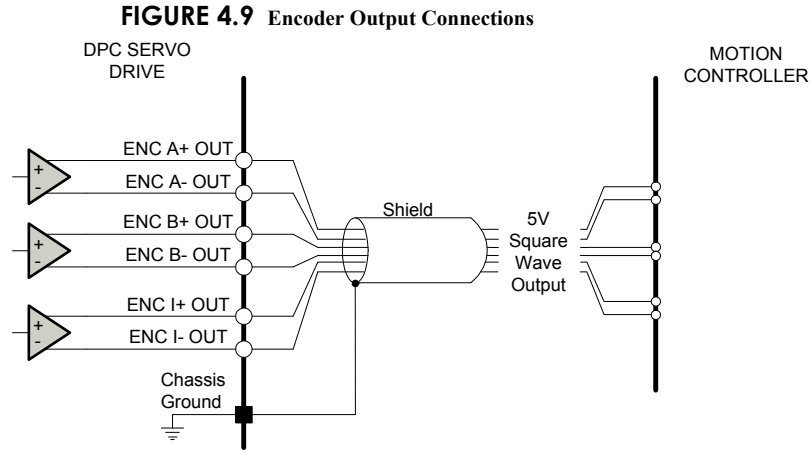 FIGURE 4.9 Encoder Output Connections
DPC SERVO
DRIVE
MOTION
CONTROLLER
ENC A+ OUT
+
-
ENC A- OUT
Shield
5V
Square
Wave
Output
ENC B+ OUT
+
-
ENC B- OUT
ENC I+ OUT
+
-
ENC I- OUT
Chassis
Ground